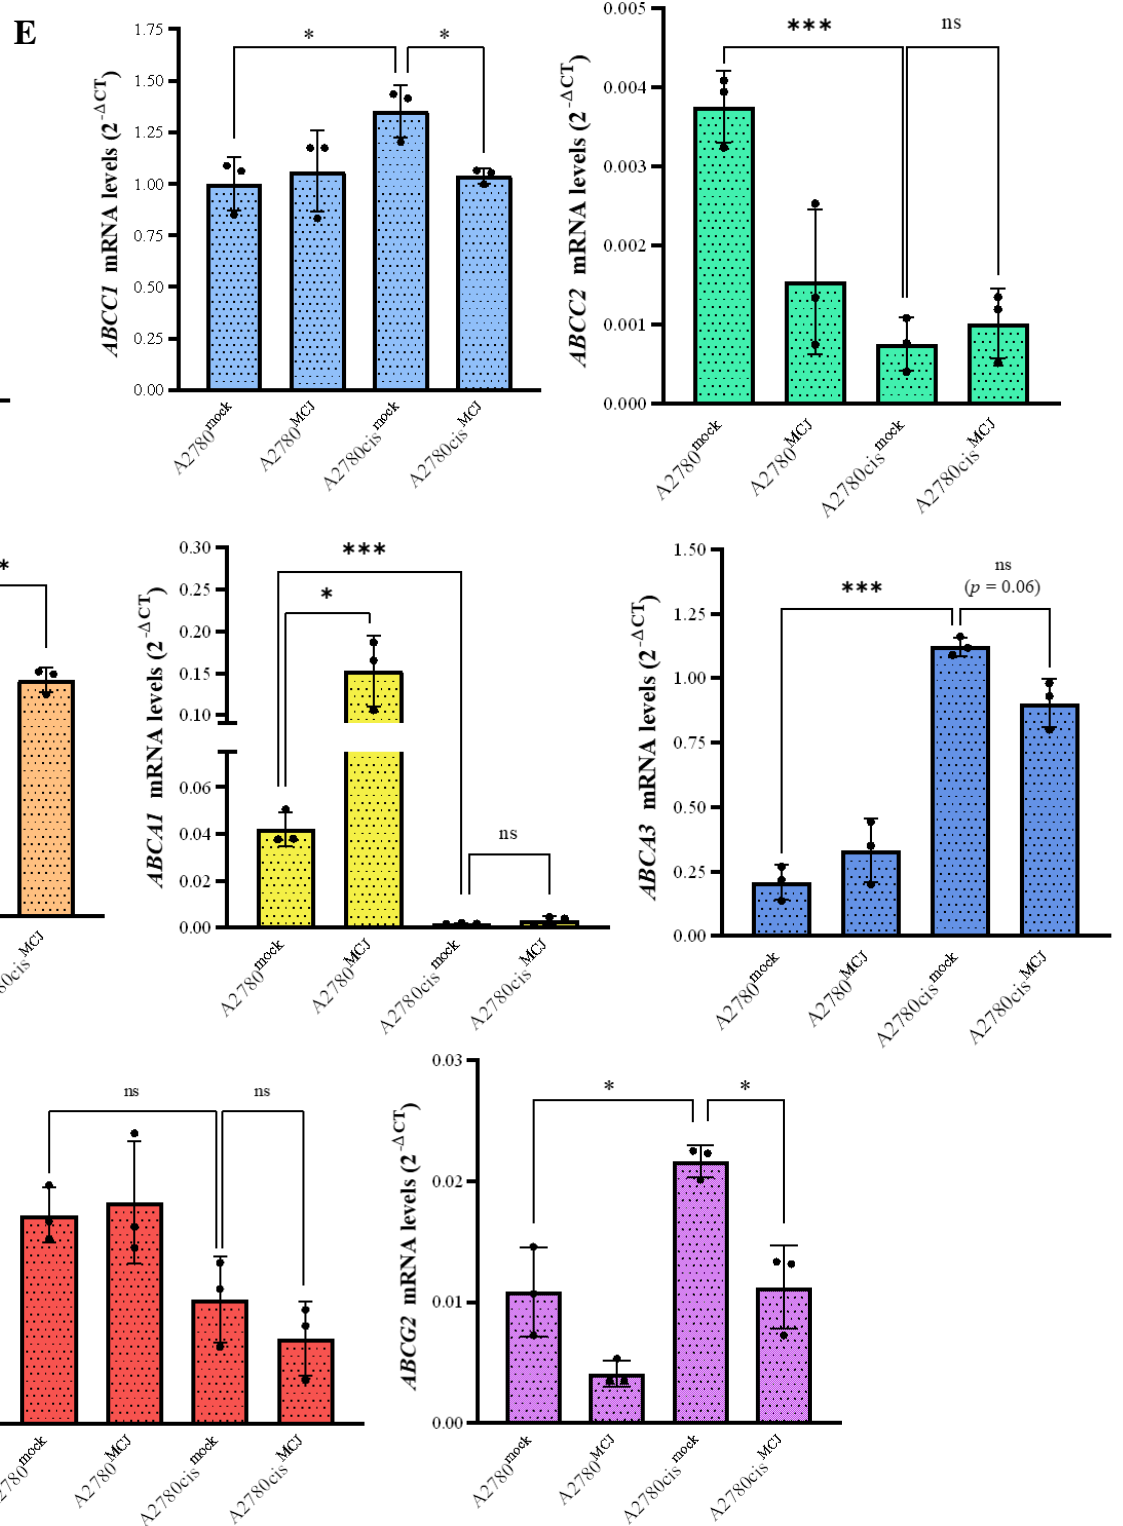 E
ABCC1 mRNA levels (2^-ΔCT)
1.75
1.50
1.25
1.00
0.75
0.50
0.25
0.00
*
*
A2780^mock
A2780^MCJ
A2780cis^mock
A2780cis^MCJ
ABCC2 mRNA levels (2^-ΔCT)
0.005
0.004
0.003
0.002
0.001
0.000
***
ns
A2780^mock
A2780^MCJ
A2780cis^mock
A2780cis^MCJ
*
0cis^MCJ
ABCA1 mRNA levels (2^-ΔCT)
0.30
0.25
0.20
0.15
0.10
0.06
0.04
0.02
0.00
***
*
ns
A2780^mock
A2780^MCJ
A2780cis^mock
A2780cis^MCJ
ABCA3 mRNA levels (2^-ΔCT)
1.50
1.25
1.00
0.75
0.50
0.25
0.00
***
ns
(p = 0.06)
A2780^mock
A2780^MCJ
A2780cis^mock
A2780cis^MCJ
ns
ns
2780^mock
A2780^MCJ
A2780cis^mock
A2780cis^MCJ
ABCG2 mRNA levels (2^-ΔCT)
0.03
0.02
0.01
0.00
*
*
A2780^mock
A2780^MCJ
A2780cis^mock
A2780cis^MCJ